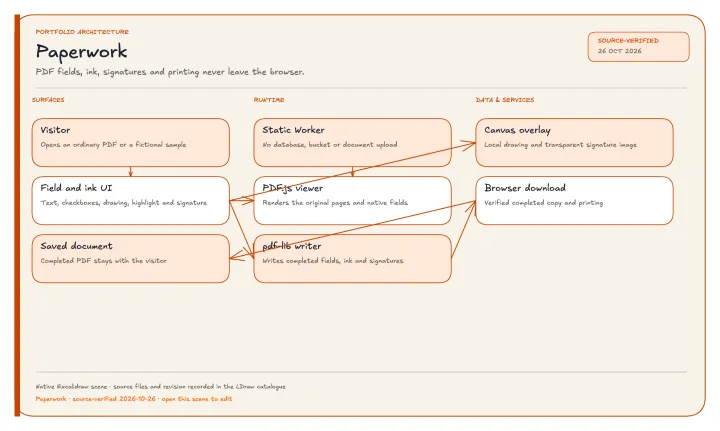 PORTFOLIO ARCHITECTURE
Paperwork
PDF fields, ink, signatures and printing never leave the browser.
SOURCE-VERIFIED
26 OCT 2026
SURFACES
RUNTIME
DATA & SERVICES
Visitor
Opens an ordinary PDF or a fictional sample
Static Worker
No database, bucket or document upload
Canvas overlay
Local drawing and transparent signature image
Field and ink UI
Text, checkboxes, drawing, highlight and signature
PDF.js viewer
Renders the original pages and native fields
Browser download
Verified completed copy and printing
Saved document
Completed PDF stays with the visitor
pdf-lib writer
Writes completed fields, ink and signatures
Native Excalidraw scene · source files and revision recorded in the iDraw catalogue
Paperwork · source-verified 2026-10-26 · open this scene to edit